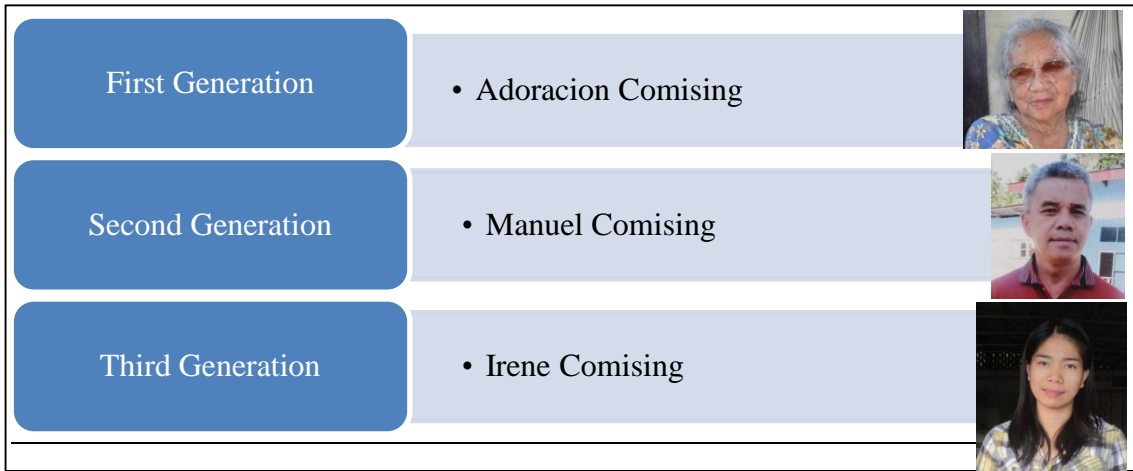 First Generation
• Adoracion Comising
Second Generation
• Manuel Comising
Third Generation
• Irene Comising